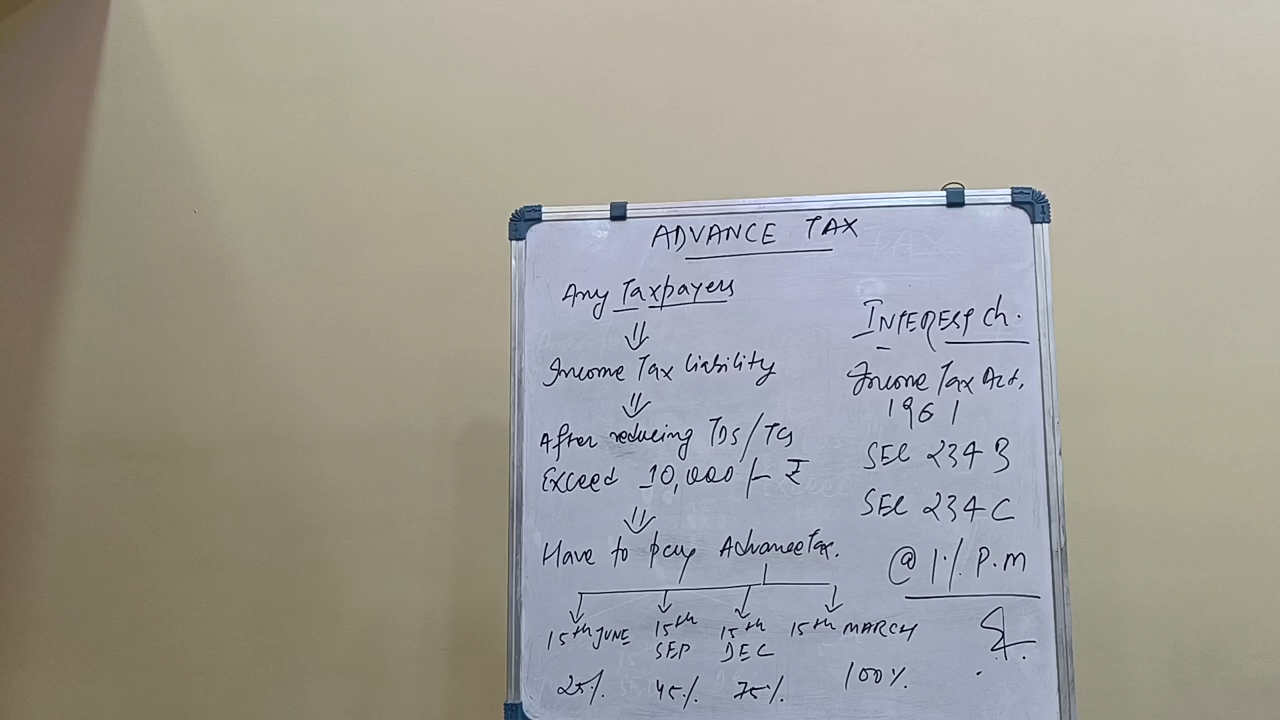 ADVANCE TAX
Any Taxpayers
Income Tax liability
After reducing TDS/TCS
Exceed 10,000/- ₹
Have to pay Advance Tax.
15th JUNE
25%
15th SEP
45%
15th DEC
75%
15th MARCH
100%
INTEREST Ch.
Income Tax Act,
1961
SEC 234 B
SEC 234 C
@ 1% P.M